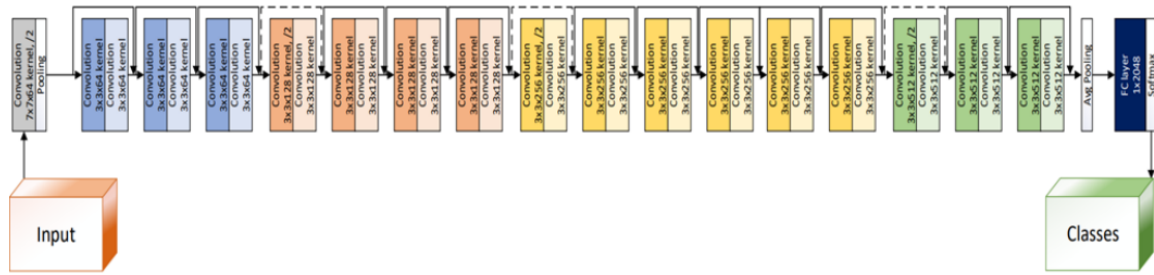 Convolution
7x7x64 kernel, /2
Pooling
Convolution
3x3x64 kernel
Convolution
3x3x64 kernel
Convolution
3x3x64 kernel
Convolution
3x3x64 kernel
Convolution
3x3x64 kernel
Convolution
3x3x64 kernel
Convolution
3x3x128 kernel, /2
Convolution
3x3x128 kernel
Convolution
3x3x128 kernel
Convolution
3x3x128 kernel
Convolution
3x3x128 kernel
Convolution
3x3x128 kernel
Convolution
3x3x128 kernel
Convolution
3x3x128 kernel
Convolution
3x3x256 kernel, /2
Convolution
3x3x256 kernel
Convolution
3x3x256 kernel
Convolution
3x3x256 kernel
Convolution
3x3x256 kernel
Convolution
3x3x256 kernel
Convolution
3x3x256 kernel
Convolution
3x3x256 kernel
Convolution
3x3x256 kernel
Convolution
3x3x256 kernel
Convolution
3x3x256 kernel
Convolution
3x3x256 kernel
Convolution
3x3x512 kernel, /2
Convolution
3x3x512 kernel
Convolution
3x3x512 kernel
Convolution
3x3x512 kernel
Convolution
3x3x512 kernel
Convolution
3x3x512 kernel
Avg Pooling
FC layer
1x2048
Softmax
Input
Classes